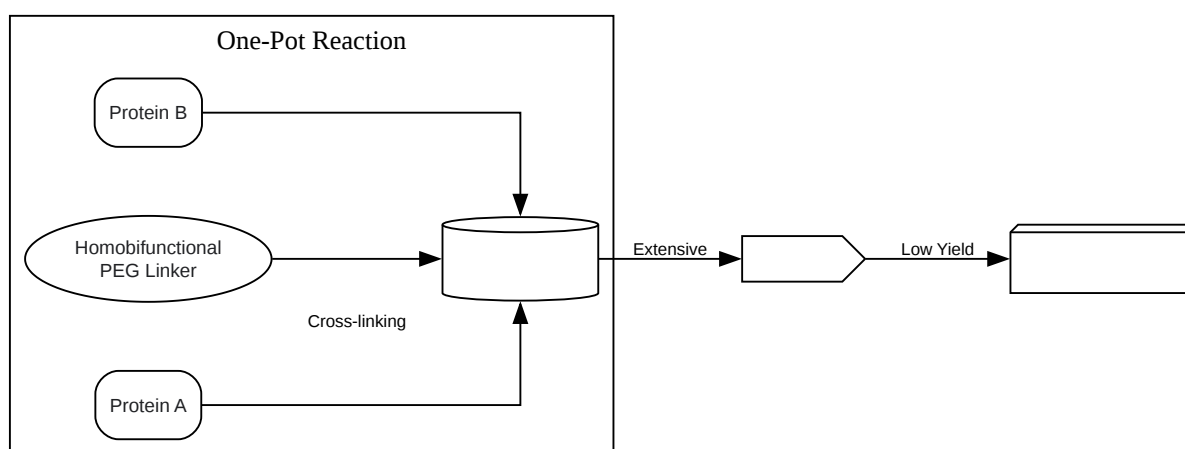 One-Pot Reaction
Protein B
Homobifunctional
PEG Linker
Extensive
Low Yield
Cross-linking
Protein A